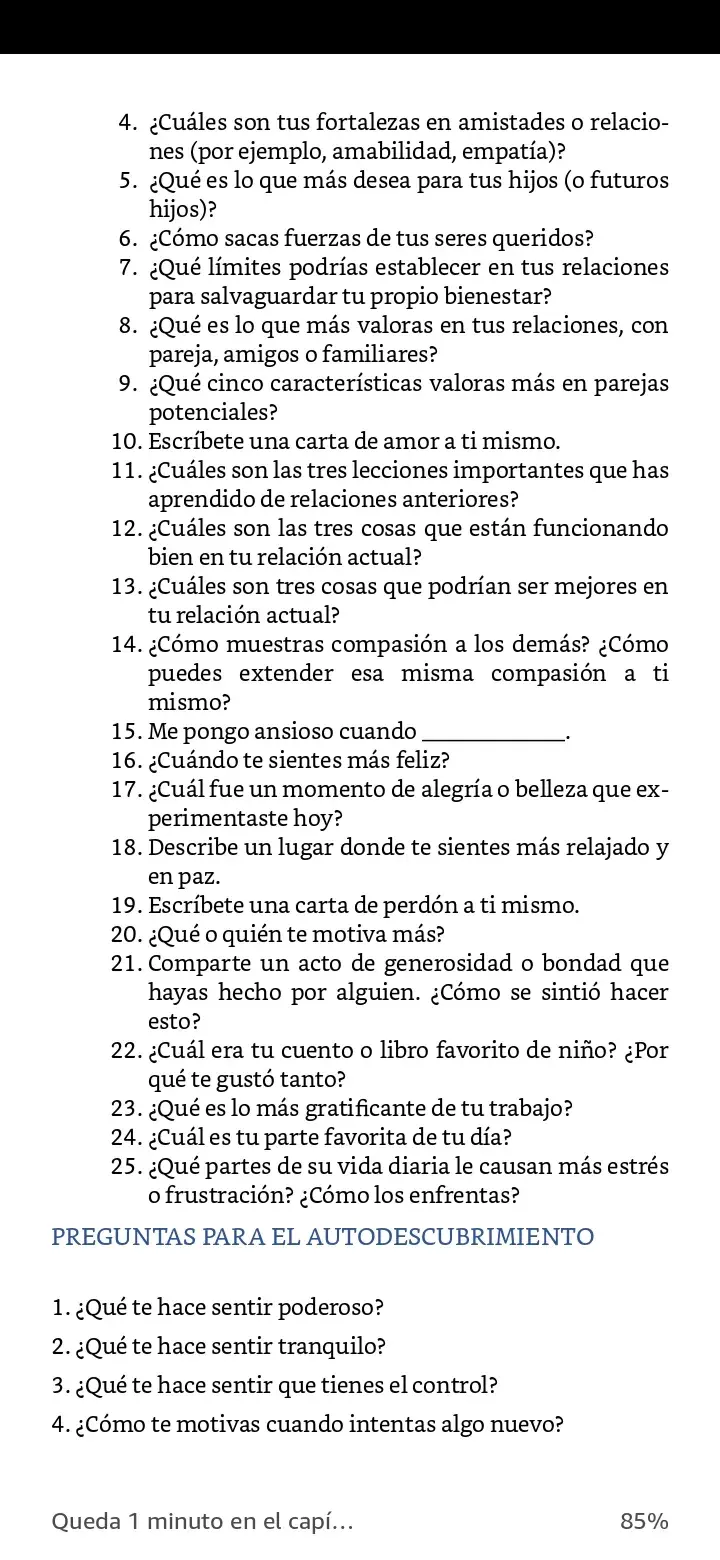 4. ¿Cuáles son tus fortalezas en amistades o relacio-
nes (por ejemplo, amabilidad, empatía)?
5. ¿Qué es lo que más desea para tus hijos (o futuros
hijos)?
6. ¿Cómo sacas fuerzas de tus seres queridos?
7. ¿Qué límites podrías establecer en tus relaciones
para salvaguardar tu propio bienestar?
8. ¿Qué es lo que más valoras en tus relaciones, con
pareja, amigos o familiares?
9. ¿Qué cinco características valoras más en parejas
potenciales?
10. Escríbete una carta de amor a ti mismo.
11. ¿Cuáles son las tres lecciones importantes que has
aprendido de relaciones anteriores?
12. ¿Cuáles son las tres cosas que están funcionando
bien en tu relación actual?
13. ¿Cuáles son tres cosas que podrían ser mejores en
tu relación actual?
14. ¿Cómo muestras compasión a los demás? ¿Cómo
puedes extender esa misma compasión a ti
mismo?
15. Me pongo ansioso cuando ____________.
16. ¿Cuándo te sientes más feliz?
17. ¿Cuál fue un momento de alegría o belleza que ex-
perimentaste hoy?
18. Describe un lugar donde te sientes más relajado y
en paz.
19. Escríbete una carta de perdón a ti mismo.
20. ¿Qué o quién te motiva más?
21. Comparte un acto de generosidad o bondad que
hayas hecho por alguien. ¿Cómo se sintió hacer
esto?
22. ¿Cuál era tu cuento o libro favorito de niño? ¿Por
qué te gustó tanto?
23. ¿Qué es lo más gratificante de tu trabajo?
24. ¿Cuál es tu parte favorita de tu día?
25. ¿Qué partes de su vida diaria le causan más estrés
o frustración? ¿Cómo los enfrentas?
PREGUNTAS PARA EL AUTODESCUBRIMIENTO
1. ¿Qué te hace sentir poderoso?
2. ¿Qué te hace sentir tranquilo?
3. ¿Qué te hace sentir que tienes el control?
4. ¿Cómo te motivas cuando intentas algo nuevo?
Queda 1 minuto en el capí... 85%